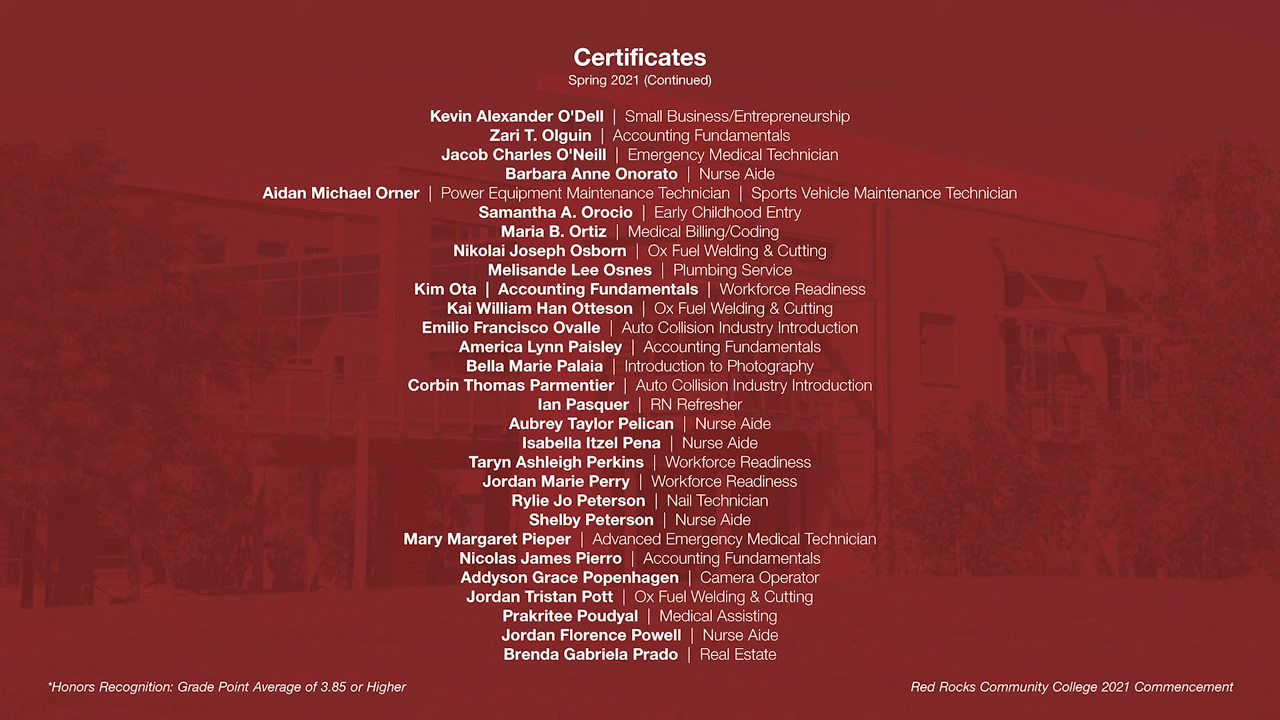 Certificates
Spring 2021 (Continued)
Kevin Alexander O'Dell | Small Business/Entrepreneurship
Zari T. Olguin | Accounting Fundamentals
Jacob Charles O'Neill | Emergency Medical Technician
Barbara Anne Onorato | Nurse Aide
Aidan Michael Orner | Power Equipment Maintenance Technician | Sports Vehicle Maintenance Technician
Samantha A. Orocio | Early Childhood Entry
Maria B. Ortiz | Medical Billing/Coding
Nikolai Joseph Osborn | Ox Fuel Welding & Cutting
Melisande Lee Osnes | Plumbing Service
Kim Ota | Accounting Fundamentals | Workforce Readiness
Kai William Han Otteson | Ox Fuel Welding & Cutting
Emilio Francisco Ovalle | Auto Collision Industry Introduction
America Lynn Paisley | Accounting Fundamentals
Bella Marie Palaia | Introduction to Photography
Corbin Thomas Parmentier | Auto Collision Industry Introduction
Ian Pasquer | RN Refresher
Aubrey Taylor Pelican | Nurse Aide
Isabella Itzel Pena | Nurse Aide
Taryn Ashleigh Perkins | Workforce Readiness
Jordan Marie Perry | Workforce Readiness
Rylie Jo Peterson | Nail Technician
Shelby Peterson | Nurse Aide
Mary Margaret Pieper | Advanced Emergency Medical Technician
Nicolas James Pierro | Accounting Fundamentals
Addyson Grace Popenhagen | Camera Operator
Jordan Tristan Pott | Ox Fuel Welding & Cutting
Prakritee Poudyal | Medical Assisting
Jordan Florence Powell | Nurse Aide
Brenda Gabriela Prado | Real Estate
*Honors Recognition: Grade Point Average of 3.85 or Higher
Red Rocks Community College 2021 Commencement